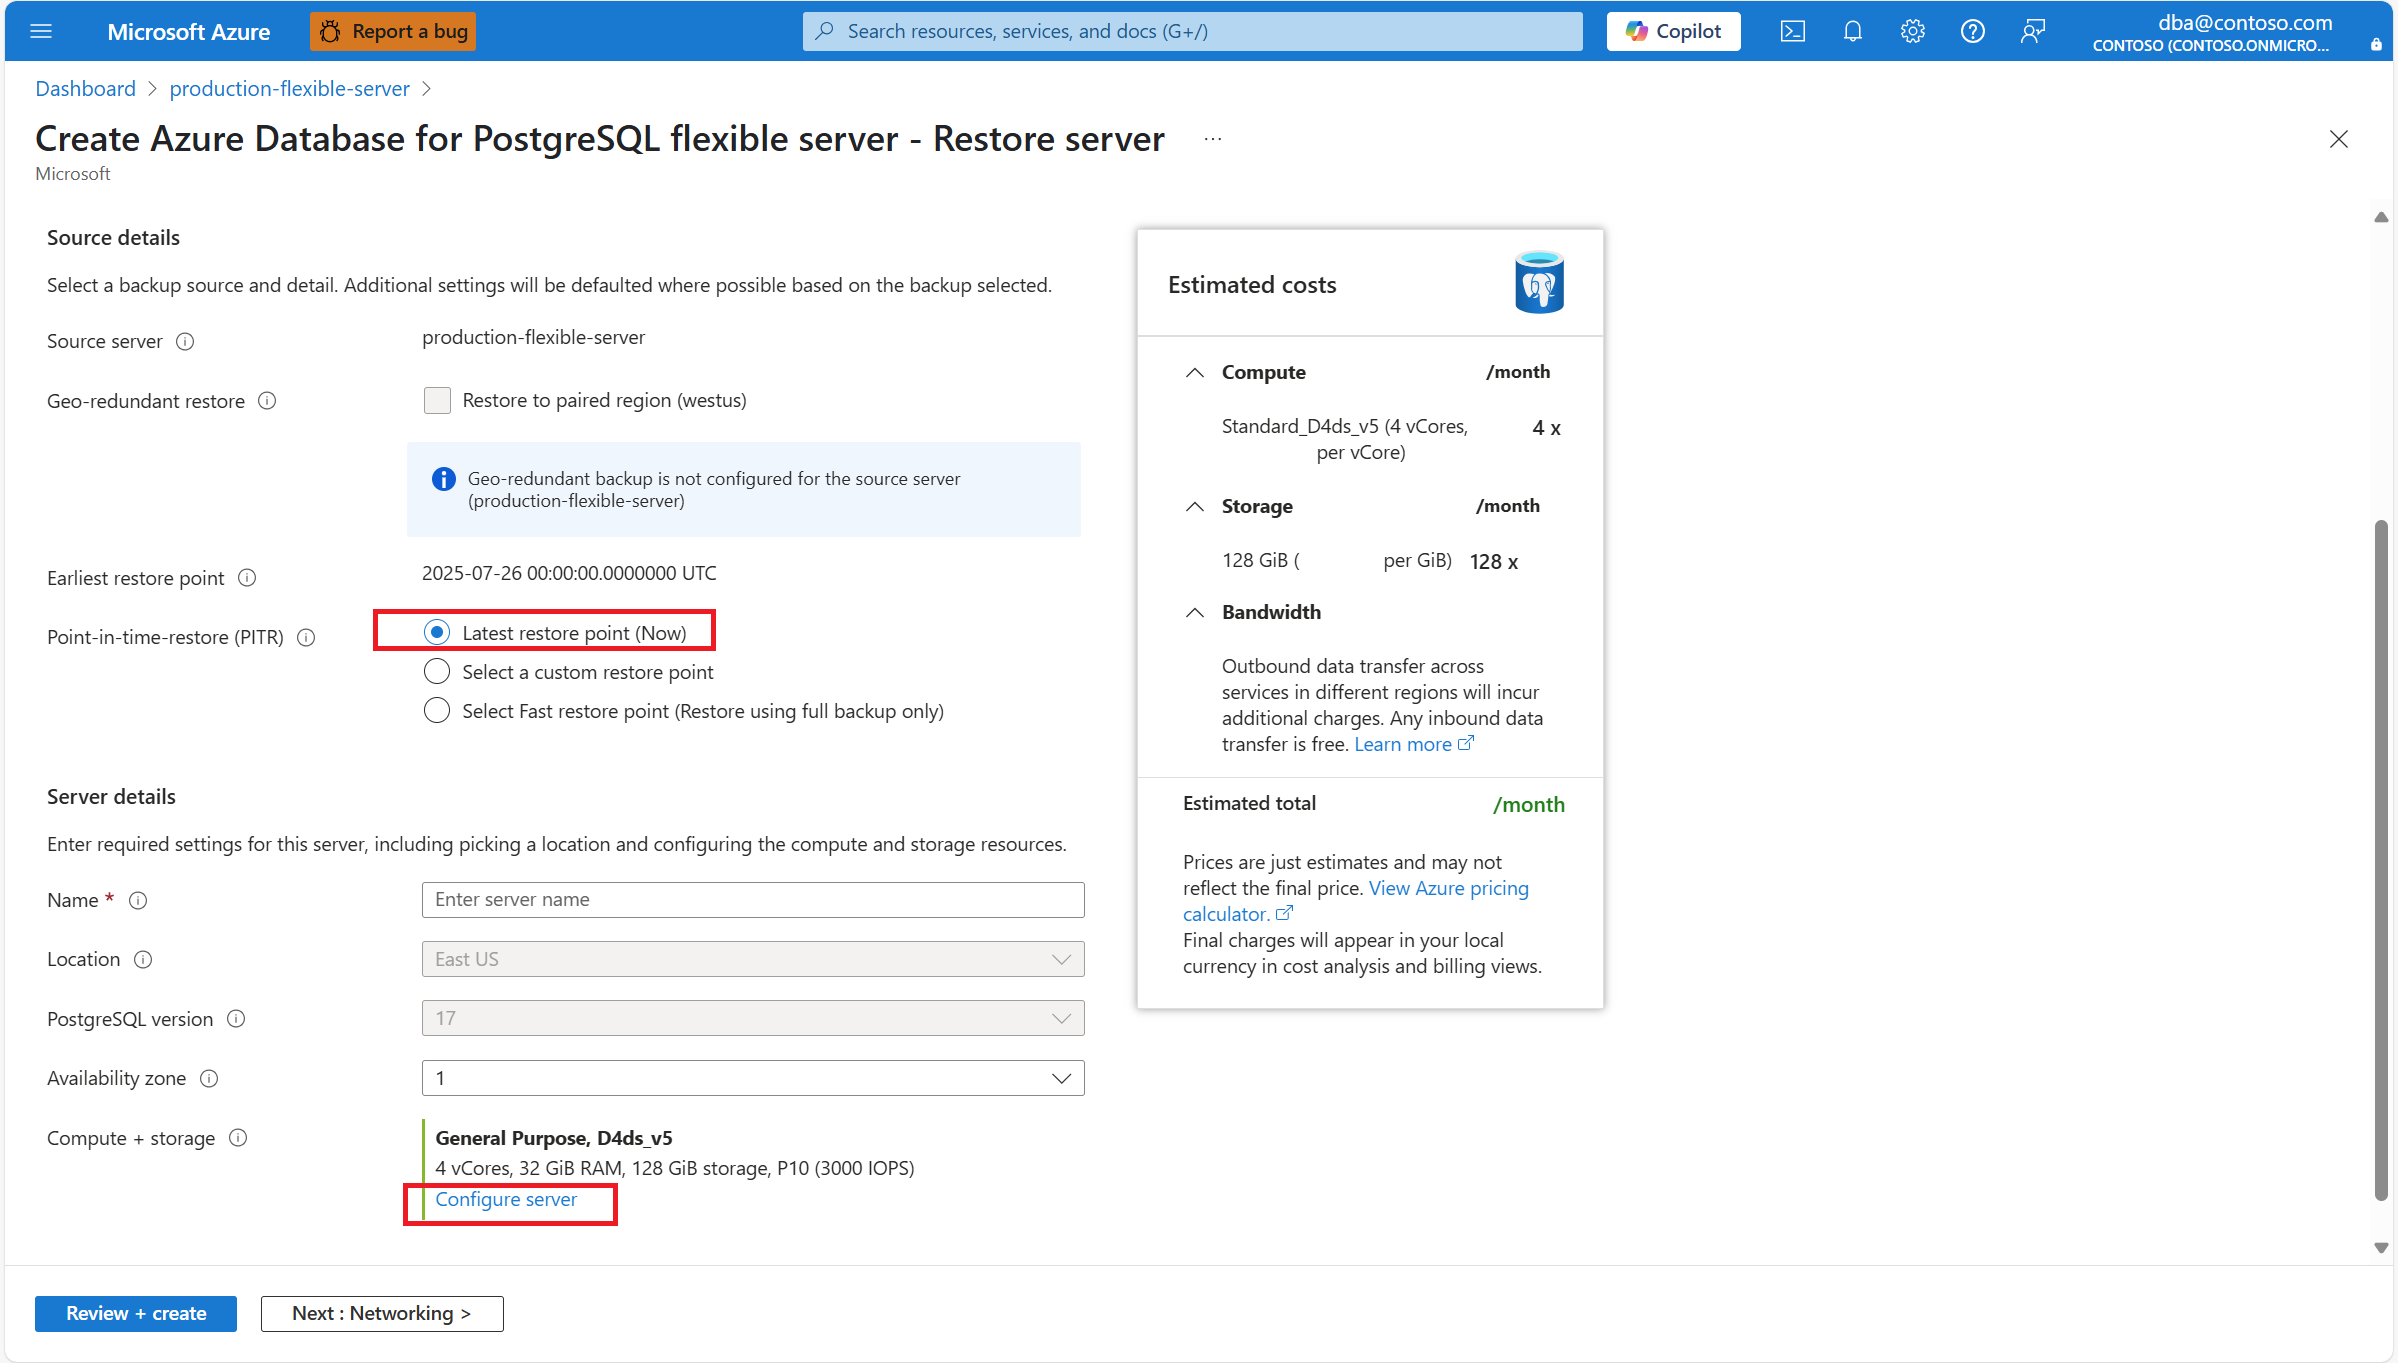 Microsoft Azure
Report a bug
Search resources, services, and docs (G+/)
Copilot
dba@contoso.com
CONTOSO (CONTOSO.ONMICRO...
Dashboard > production-flexible-server >
Create Azure Database for PostgreSQL flexible server - Restore server ...
Microsoft
Source details
Select a backup source and detail. Additional settings will be defaulted where possible based on the backup selected.
Source server
production-flexible-server
Geo-redundant restore
Restore to paired region (westus)
Geo-redundant backup is not configured for the source server
(production-flexible-server)
Earliest restore point
2025-07-26 00:00:00.0000000 UTC
Point-in-time-restore (PITR)
Latest restore point (Now)
Select a custom restore point
Select Fast restore point (Restore using full backup only)
Server details
Enter required settings for this server, including picking a location and configuring the compute and storage resources.
Name *
Enter server name
Location
East US
PostgreSQL version
17
Availability zone
1
Compute + storage
General Purpose, D4ds_v5
4 vCores, 32 GiB RAM, 128 GiB storage, P10 (3000 IOPS)
Configure server
Estimated costs
Compute /month
Standard_D4ds_v5 (4 vCores, 4 x
per vCore)
Storage /month
128 GiB ( per GiB) 128 x
Bandwidth
Outbound data transfer across
services in different regions will incur
additional charges. Any inbound data
transfer is free. Learn more
Estimated total /month
Prices are just estimates and may not
reflect the final price. View Azure pricing
calculator.
Final charges will appear in your local
currency in cost analysis and billing views.
Review + create
Next : Networking >